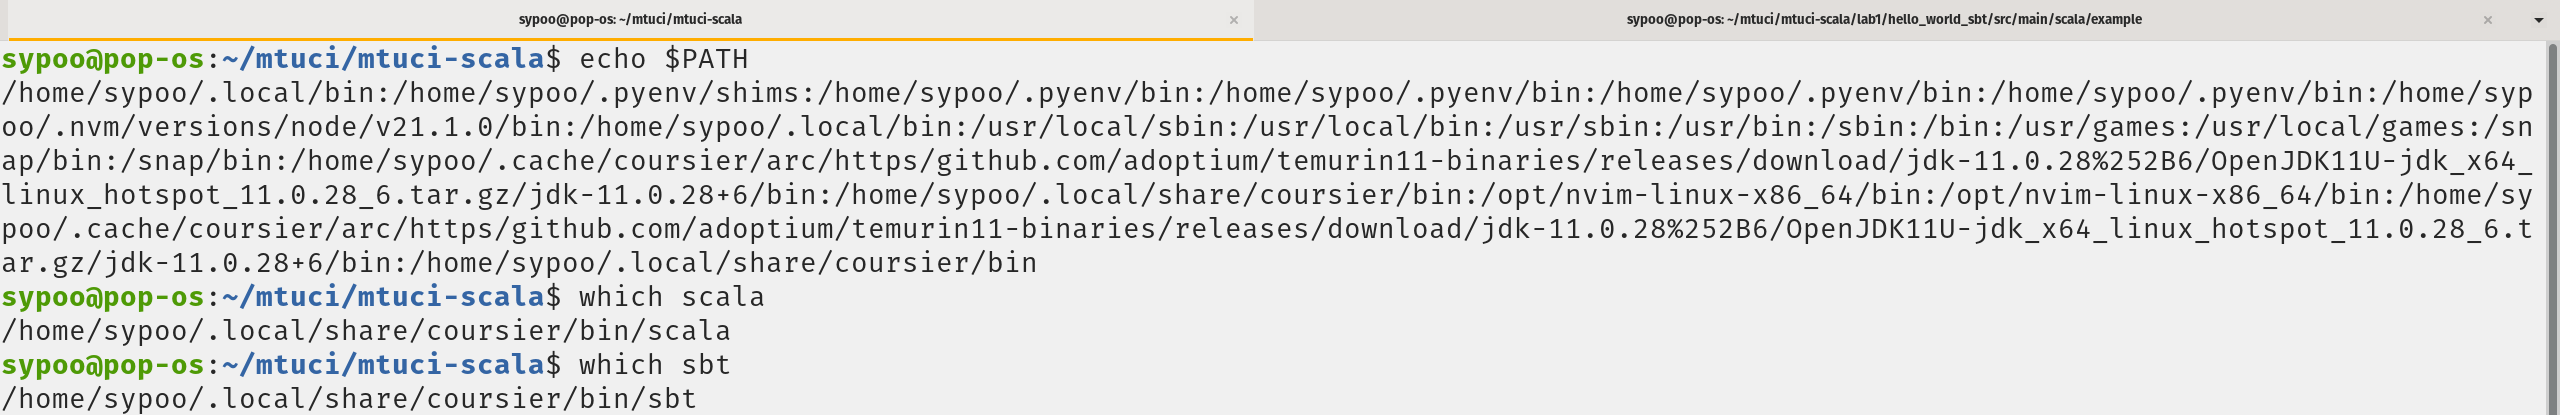 sypoo@pop-os: ~/mtuci/mtuci-scala
sypoo@pop-os: ~/mtuci/mtuci-scala/lab1/hello_world_sbt/src/main/scala/example
sypoo@pop-os:~/mtuci/mtuci-scala$ echo $PATH
/home/sypoo/.local/bin:/home/sypoo/.pyenv/shims:/home/sypoo/.pyenv/bin:/home/sypoo/.pyenv/bin:/home/sypoo/.pyenv/bin:/home/sypoo/.pyenv/bin:/home/syp
oo/.nvm/versions/node/v21.1.0/bin:/home/sypoo/.local/bin:/usr/local/sbin:/usr/local/bin:/usr/sbin:/usr/bin:/sbin:/bin:/usr/games:/usr/local/games:/sn
ap/bin:/snap/bin:/home/sypoo/.cache/coursier/arc/https/github.com/adoptium/temurin11-binaries/releases/download/jdk-11.0.28%252B6/OpenJDK11U-jdk_x64_
linux_hotspot_11.0.28_6.tar.gz/jdk-11.0.28+6/bin:/home/sypoo/.local/share/coursier/bin:/opt/nvim-linux-x86_64/bin:/opt/nvim-linux-x86_64/bin:/home/sy
poo/.cache/coursier/arc/https/github.com/adoptium/temurin11-binaries/releases/download/jdk-11.0.28%252B6/OpenJDK11U-jdk_x64_linux_hotspot_11.0.28_6.t
ar.gz/jdk-11.0.28+6/bin:/home/sypoo/.local/share/coursier/bin
sypoo@pop-os:~/mtuci/mtuci-scala$ which scala
/home/sypoo/.local/share/coursier/bin/scala
sypoo@pop-os:~/mtuci/mtuci-scala$ which sbt
/home/sypoo/.local/share/coursier/bin/sbt